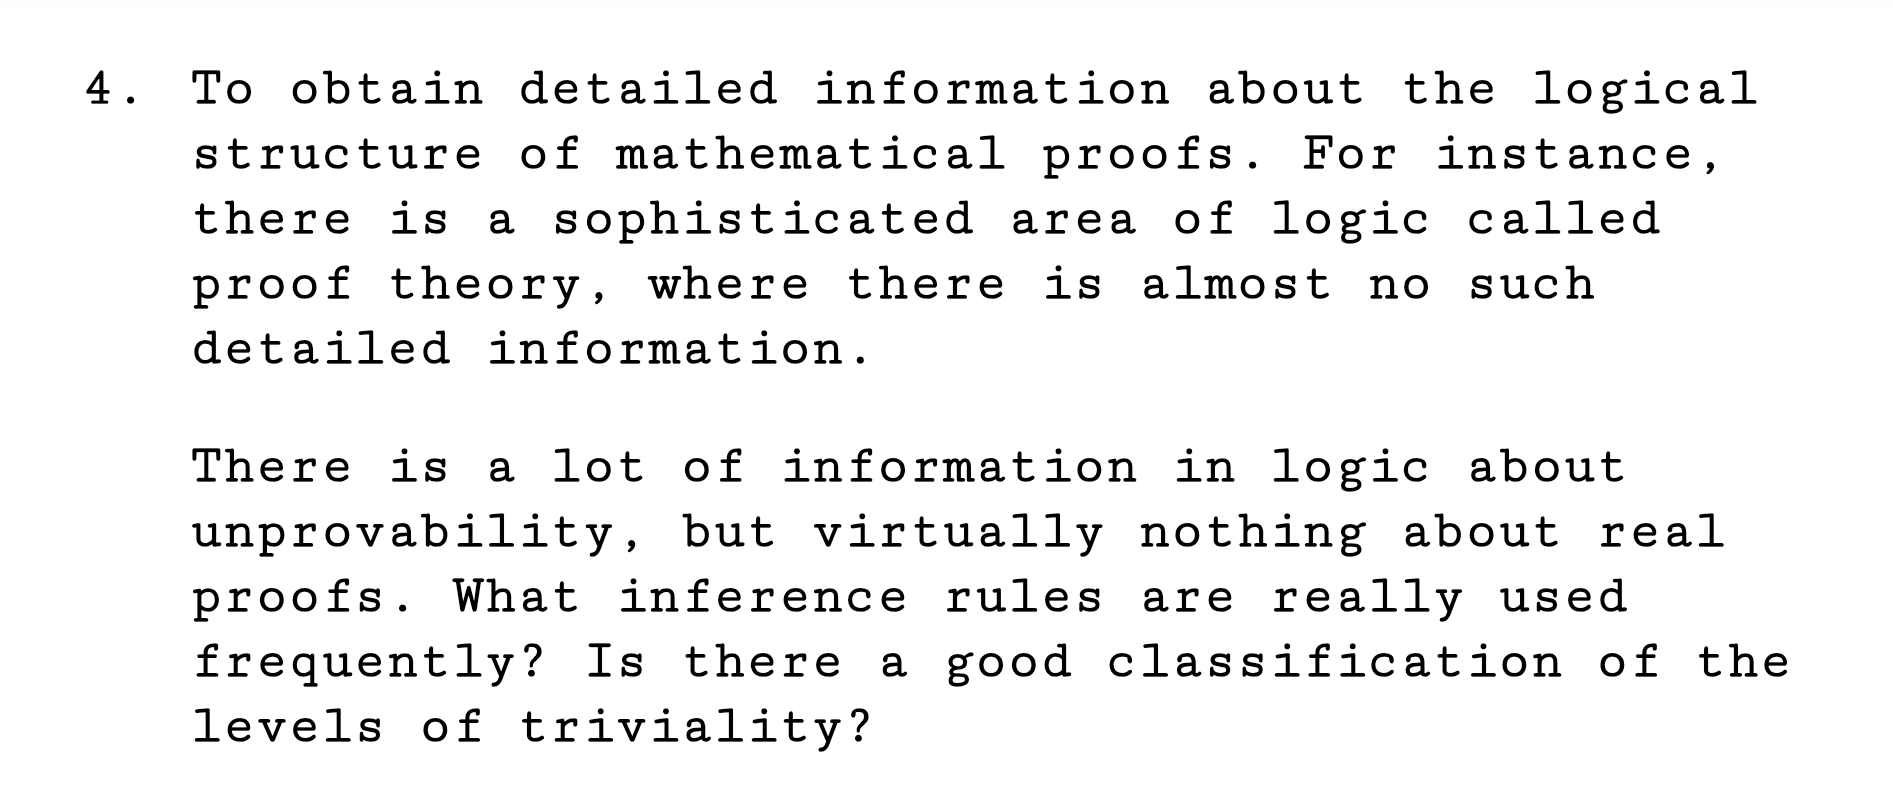 4. To obtain detailed information about the logical
structure of mathematical proofs. For instance,
there is a sophisticated area of logic called
proof theory, where there is almost no such
detailed information.
There is a lot of information in logic about
unprovability, but virtually nothing about real
proofs. What inference rules are really used
frequently? Is there a good classification of the
levels of triviality?